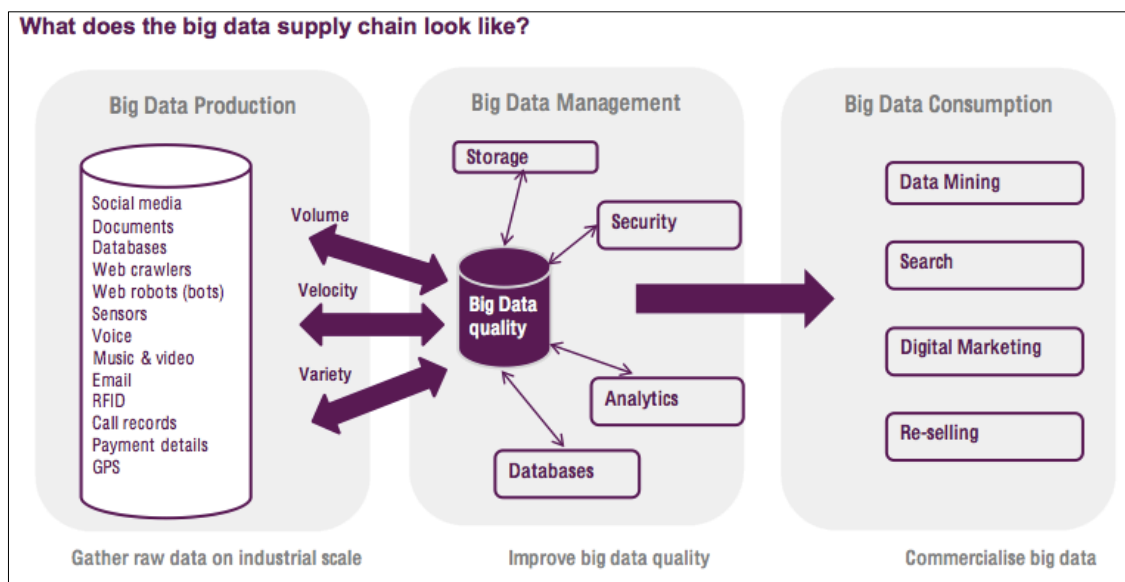 What does the big data supply chain look like?
Big Data Production
Social media
Documents
Databases
Web crawlers
Web robots (bots)
Sensors
Voice
Music & video
Email
RFID
Call records
Payment details
GPS
Volume
Velocity
Variety
Gather raw data on industrial scale
Big Data Management
Storage
Security
Big Data
quality
Analytics
Databases
Improve big data quality
Big Data Consumption
Data Mining
Search
Digital Marketing
Re-selling
Commercialise big data